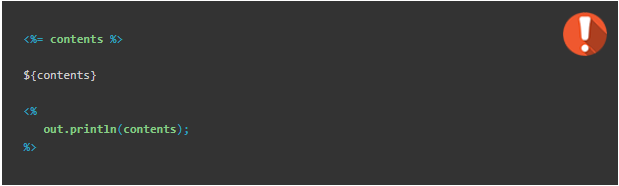 <%= contents %>
${contents}
<%
out.println(contents);
%>